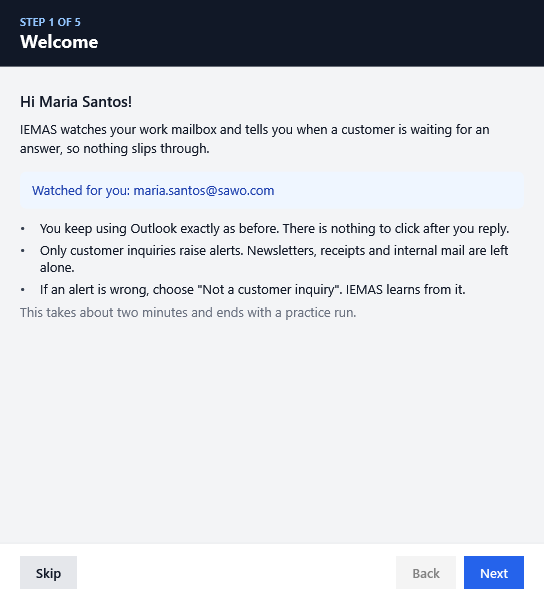 STEP 1 OF 5
Welcome
Hi Maria Santos!
IEMAS watches your work mailbox and tells you when a customer is waiting for an
answer, so nothing slips through.
Watched for you: maria.santos@sawo.com
• You keep using Outlook exactly as before. There is nothing to click after you reply.
• Only customer inquiries raise alerts. Newsletters, receipts and internal mail are left
alone.
• If an alert is wrong, choose "Not a customer inquiry". IEMAS learns from it.
This takes about two minutes and ends with a practice run.
Skip
Back
Next